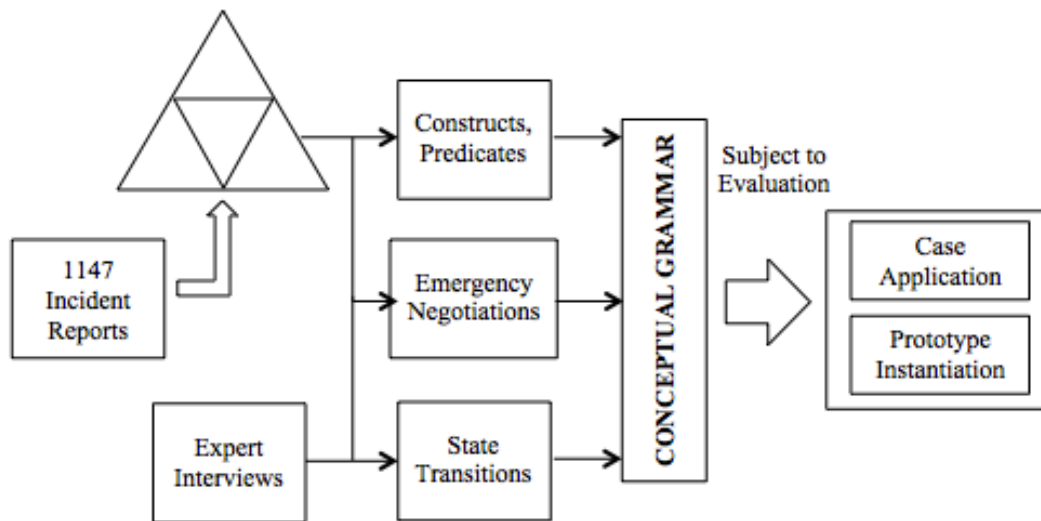 1147
Incident
Reports
Expert
Interviews
Constructs,
Predicates
Emergency
Negotiations
State
Transitions
CONCEPTUAL GRAMMAR
Subject to
Evaluation
Case
Application
Prototype
Instantiation